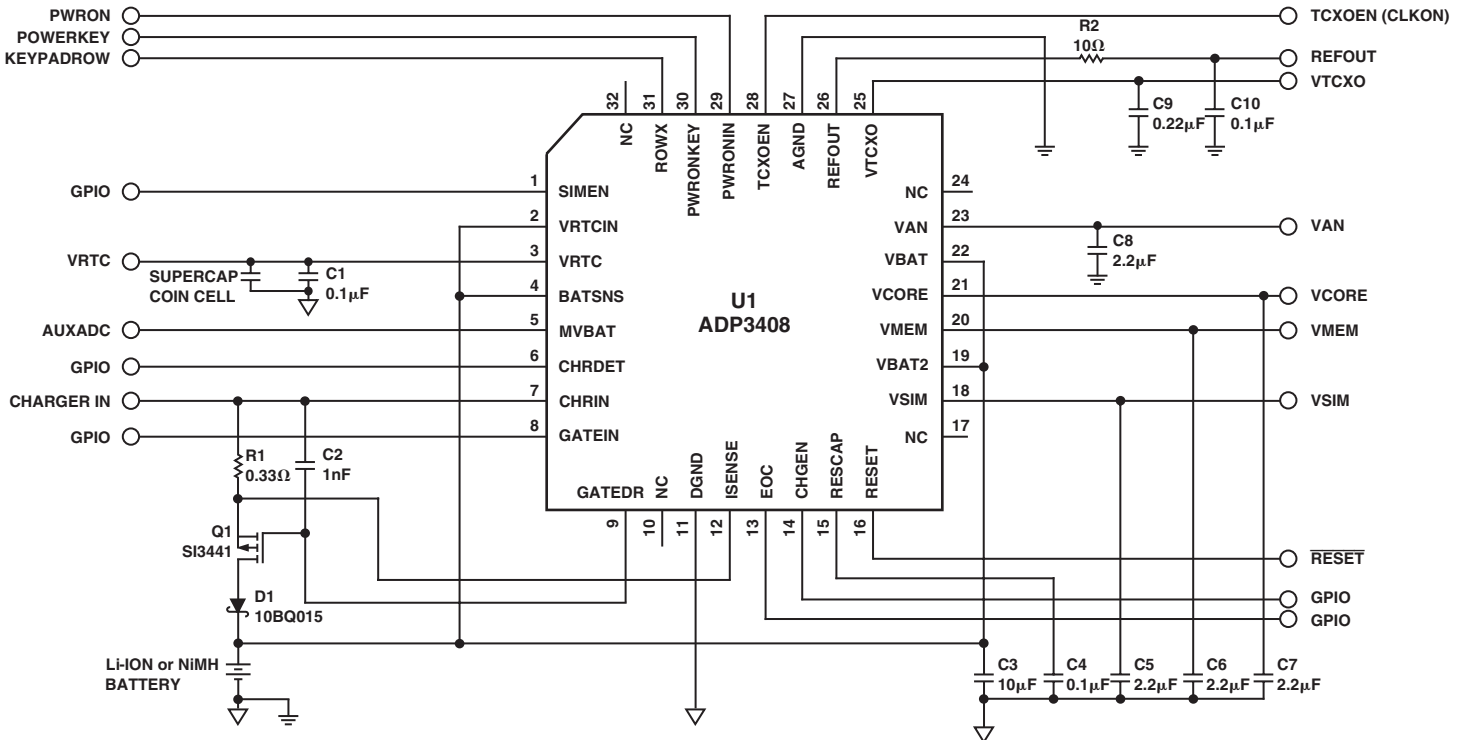 PWRON
POWERKEY
KEYPADROW
TCXOEN (CLKON)
R2
10Ω
REFOUT
VTCXO
C9
0.22μF
C10
0.1μF
32
31
30
29
28
27
26
25
NC
ROWX
PWRONKEY
PWRONIN
TCXOEN
AGND
REFOUT
VTCXO
GPIO
1
SIMEN
2
VRTCIN
VRTC
3
VRTC
SUPERCAP
COIN CELL
C1
0.1μF
4
BATSNS
AUXADC
5
MVBAT
GPIO
6
CHRDET
CHARGER IN
7
CHRIN
GPIO
8
GATEIN
U1
ADP3408
NC
24
VAN
23
VAN
C8
2.2μF
VBAT
22
VCORE
21
VCORE
VMEM
20
VMEM
VBAT2
19
VSIM
18
VSIM
NC
17
GATEDR
NC
DGND
ISENSE
EOC
CHGEN
RESCAP
RESET
9
10
11
12
13
14
15
16
R1
0.33Ω
C2
1nF
Q1
SI3441
D1
10BQ015
Li-ION or NiMH
BATTERY
RESET
GPIO
GPIO
C3
10μF
C4
0.1μF
C5
2.2μF
C6
2.2μF
C7
2.2μF